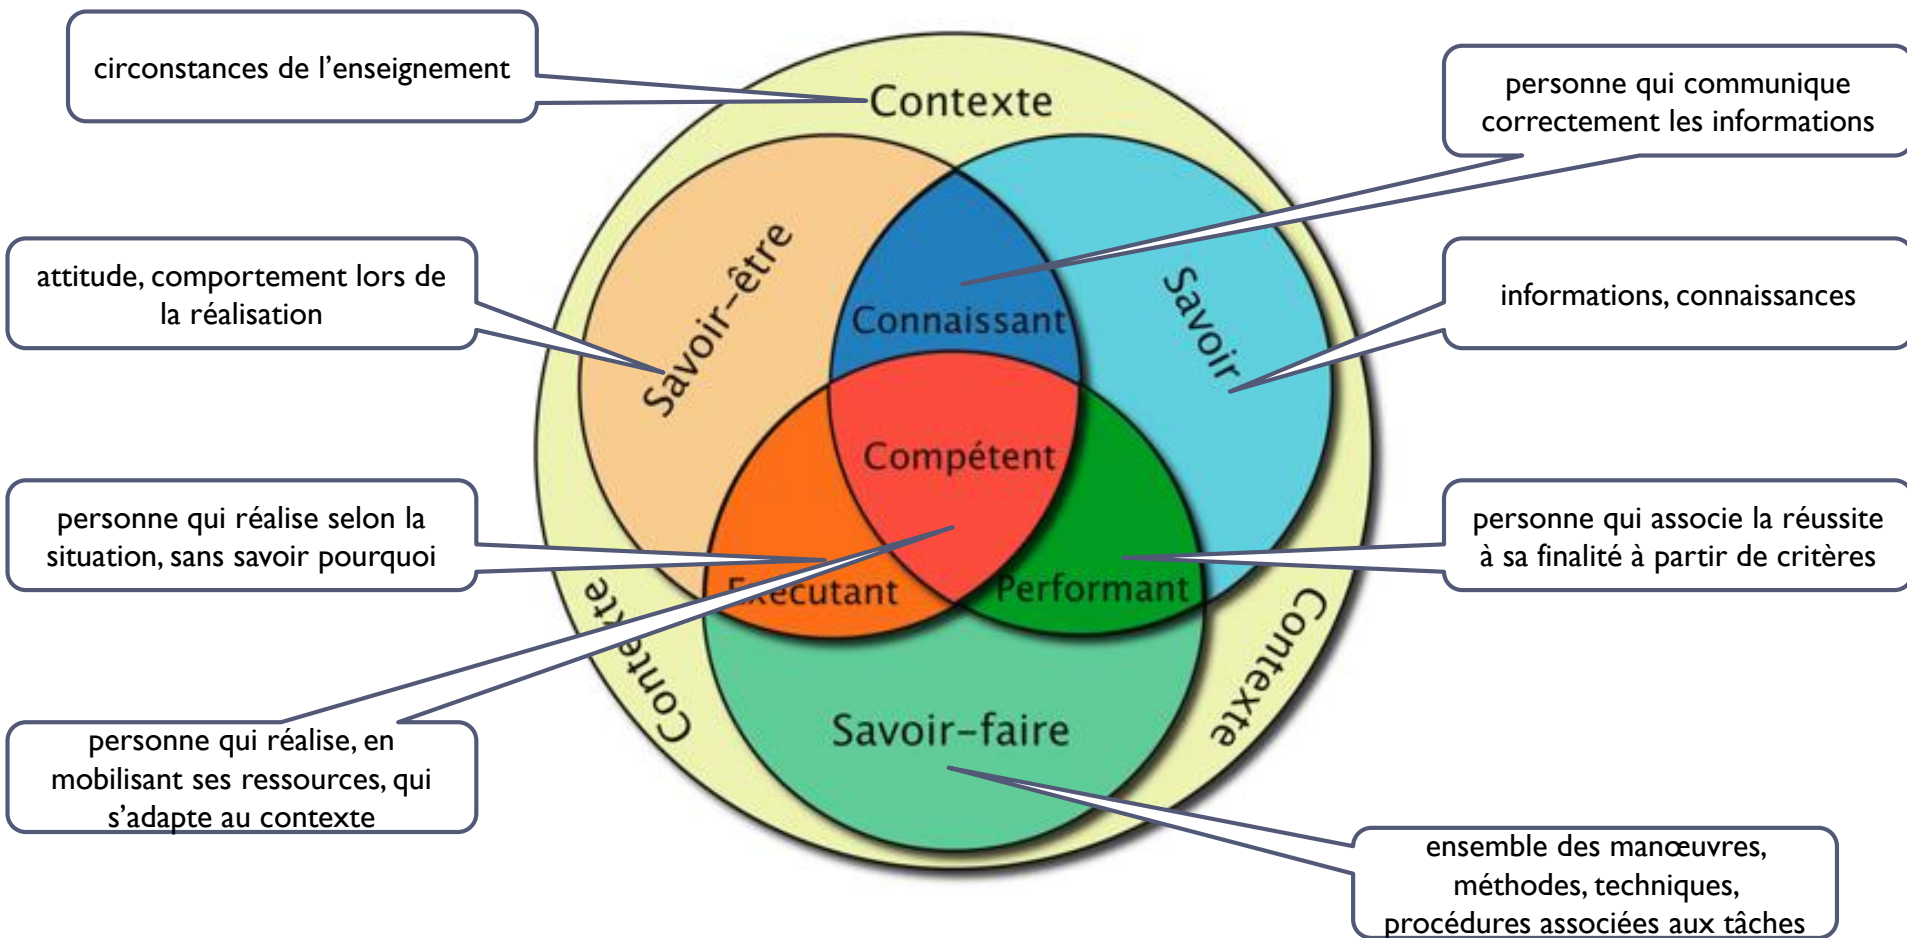 circonstances de l’enseignement
Contexte
personne qui communique
correctement les informations
attitude, comportement lors de
la réalisation
Savoir-être
Connaissant
Savoir
informations, connaissances
Compétent
personne qui réalise selon la
situation, sans savoir pourquoi
Exécutant
Performant
personne qui associe la réussite
à sa finalité à partir de critères
Contexte
Contexte
Savoir-faire
personne qui réalise, en
mobilisant ses ressources, qui
s’adapte au contexte
ensemble des manœuvres,
méthodes, techniques,
procédures associées aux tâches